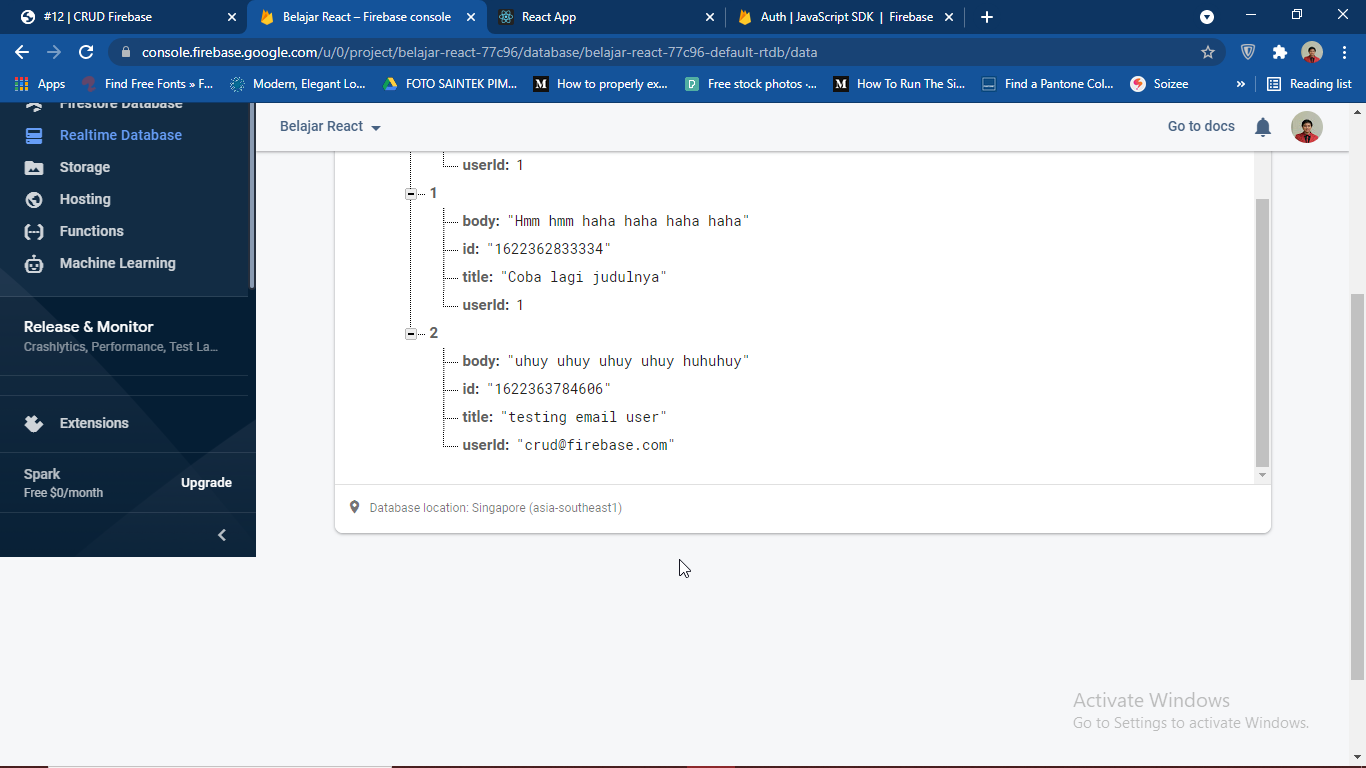 #12 | CRUD Firebase
Belajar React – Firebase console
React App
Auth | JavaScript SDK | Firebase
console.firebase.google.com/u/0/project/belajar-react-77c96/database/belajar-react-77c96-default-rtdb/data
Apps
Find Free Fonts » F...
Modern, Elegant Lo...
FOTO SAINTEK PIM...
How to properly ex...
Free stock photos ·...
How To Run The Si...
Find a Pantone Col...
Soizee
»
Reading list
Firestore Database
Realtime Database
Storage
Hosting
Functions
Machine Learning
Release & Monitor
Crashlytics, Performance, Test La...
Extensions
Spark
Free $0/month
Upgrade
Belajar React
Go to docs
userId: 1
1
body: "Hmm hmm haha haha haha haha"
id: "1622362833334"
title: "Coba lagi judulnya"
userId: 1
2
body: "uhuy uhuy uhuy uhuy huhuhuy"
id: "1622363784606"
title: "testing email user"
userId: "crud@firebase.com"
Database location: Singapore (asia-southeast1)
Activate Windows
Go to Settings to activate Windows.